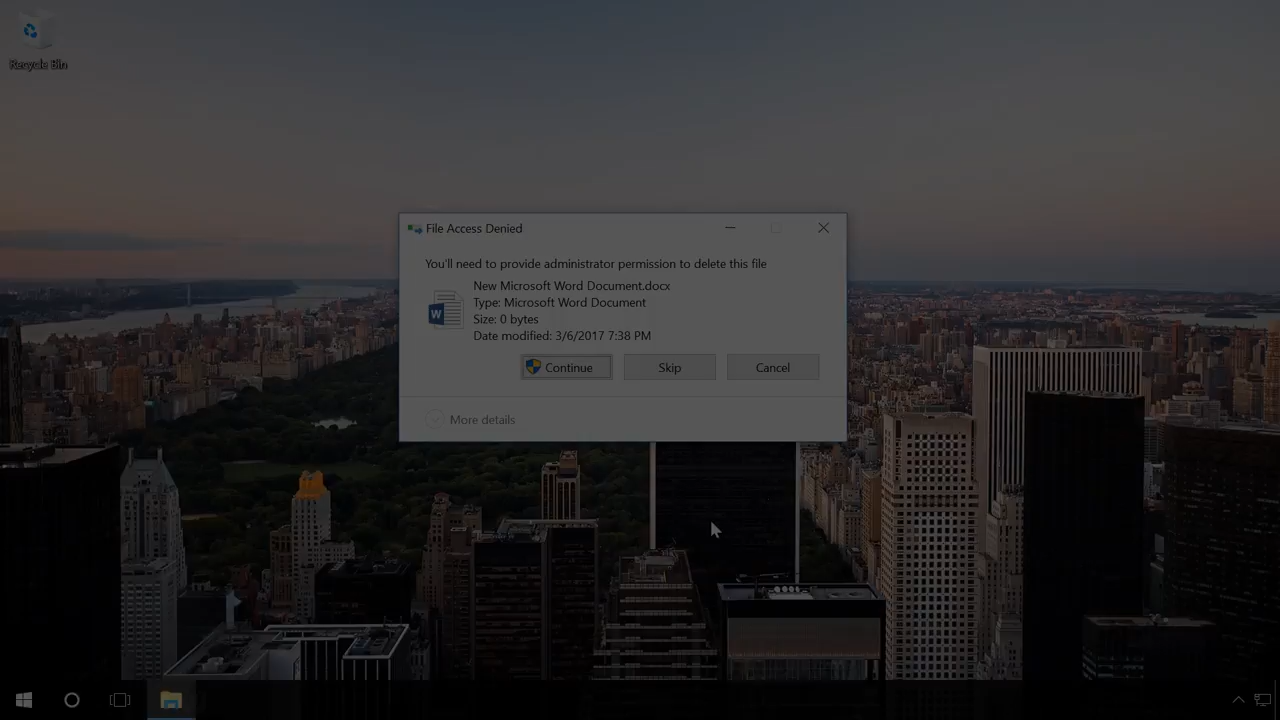 Recycle Bin
File Access Denied
You'll need to provide administrator permission to delete this file
New Microsoft Word Document.docx
Type: Microsoft Word Document
Size: 0 bytes
Date modified: 3/6/2017 7:38 PM
Continue
Skip
Cancel
More details